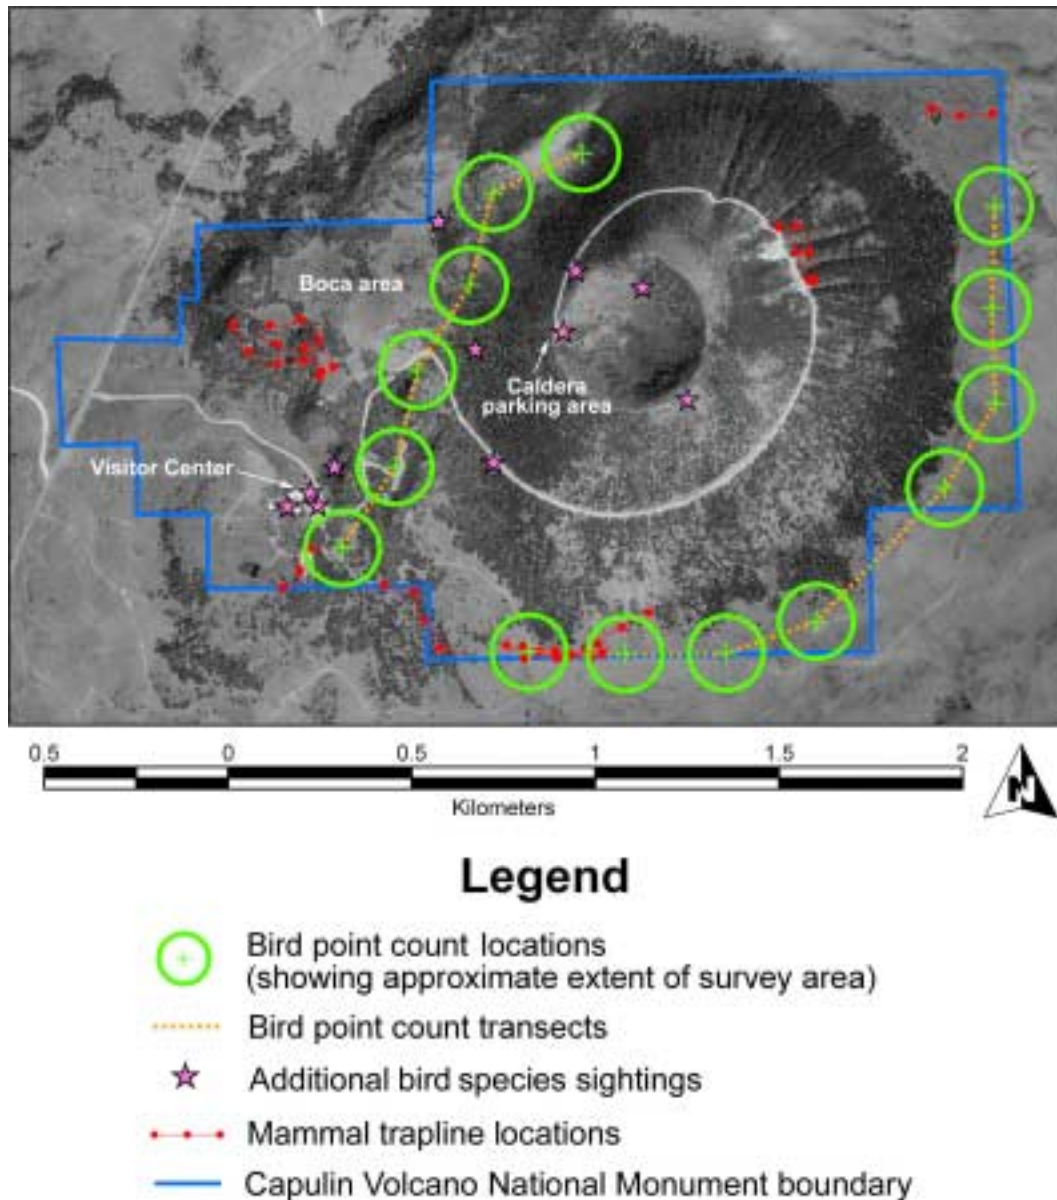 Boca area
Caldera
parking area
Visitor Center
0.5 0 0.5 1 1.5 2
Kilometers
N
Legend
Bird point count locations
(showing approximate extent of survey area)
Bird point count transects
Additional bird species sightings
Mammal trapline locations
Capulin Volcano National Monument boundary